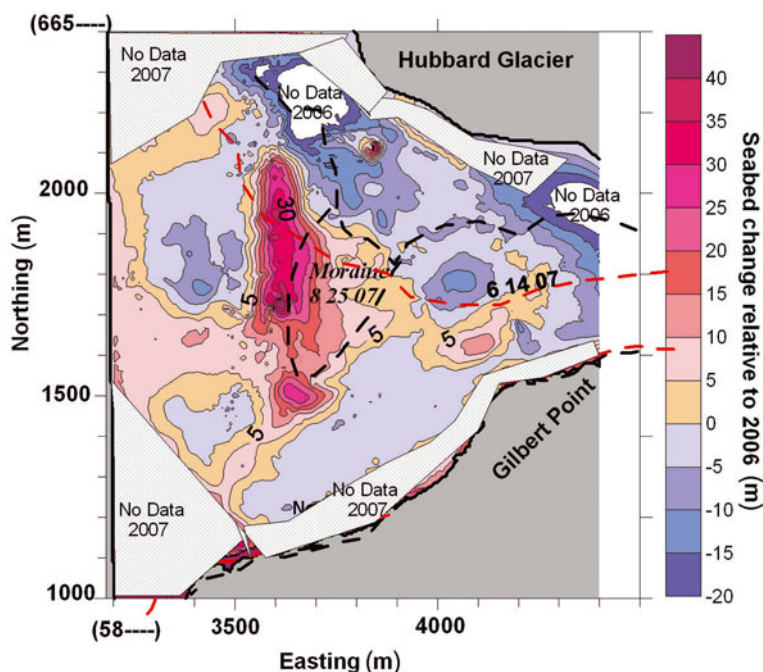 (665----)
No Data
2007
Hubbard Glacier
No Data
2006
No Data
2007
No Data
2006
2000
30
Moraine
8 25 07
6 14 07
5
5
5
1500
5
Gilbert Point
N
No Data
2007
No Data
2007
1000
(58----)
3500
4000
Northing (m)
Easting (m)
40
35
30
25
20
15
10
5
0
-5
-10
-15
-20
Seabed change relative to 2006 (m)